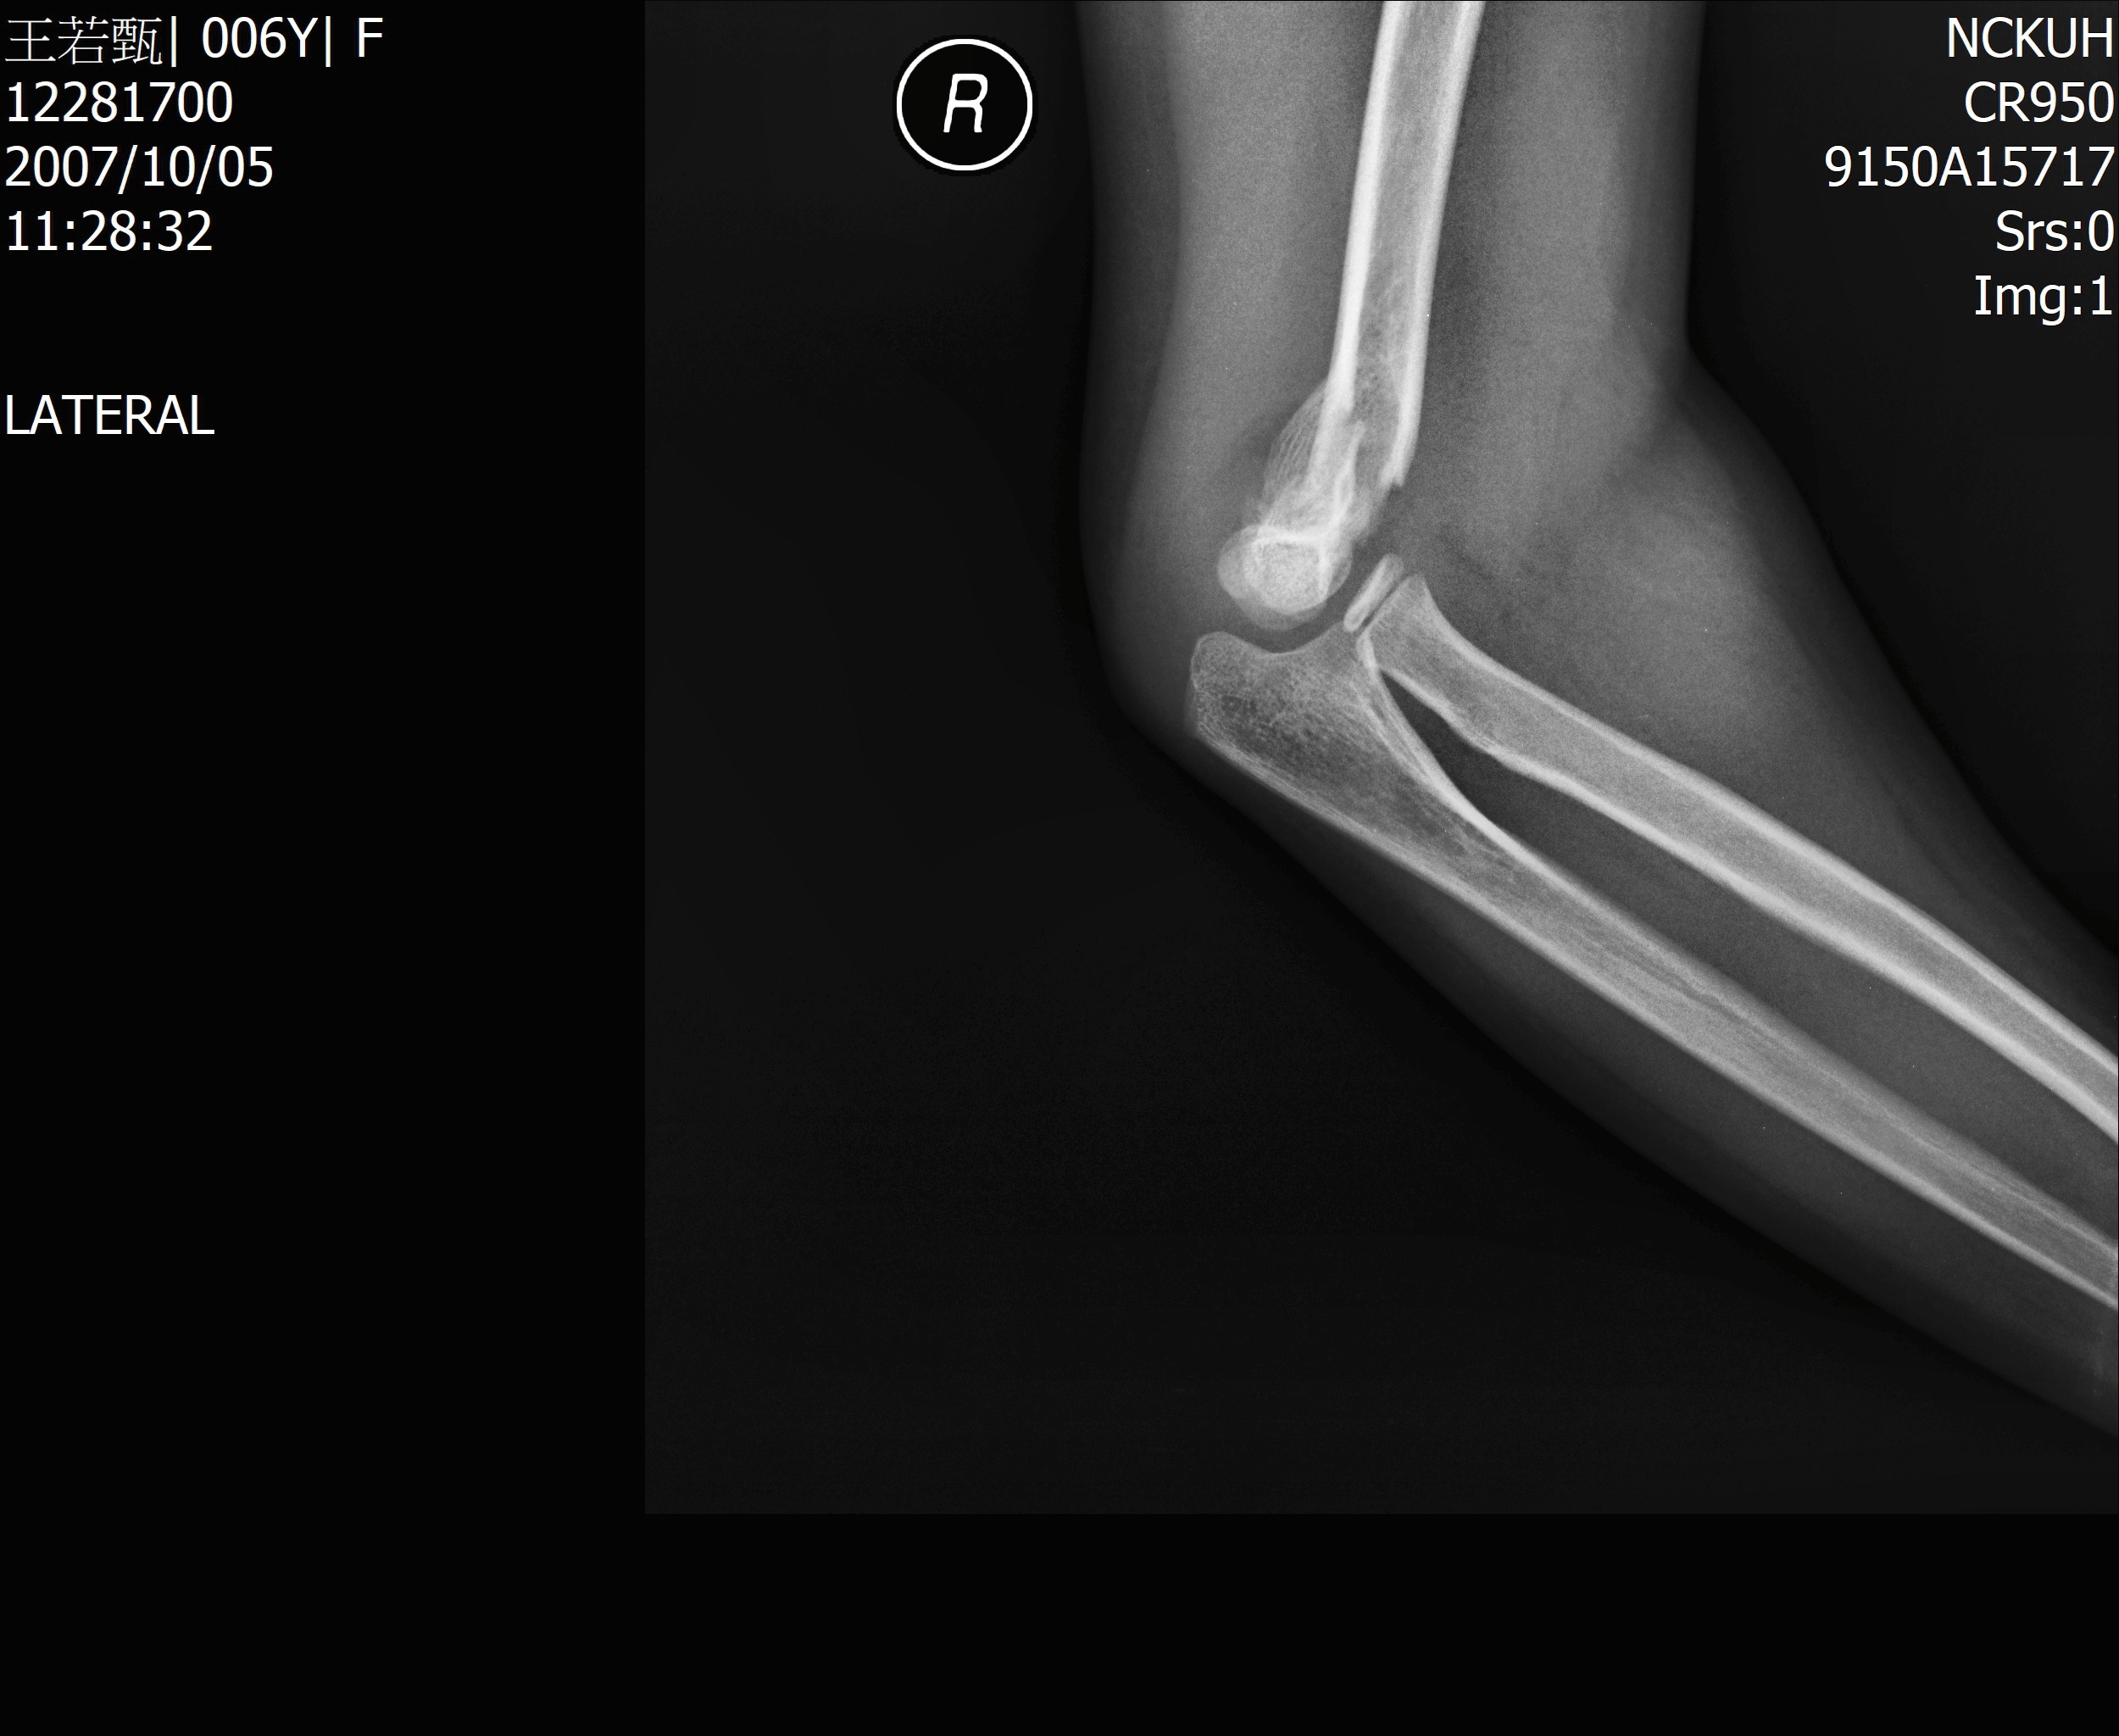 王若甄| 006Y| F
12281700
2007/10/05
11:28:32
LATERAL
R
NCKUH
CR950
9150A15717
Srs:0
Img:1